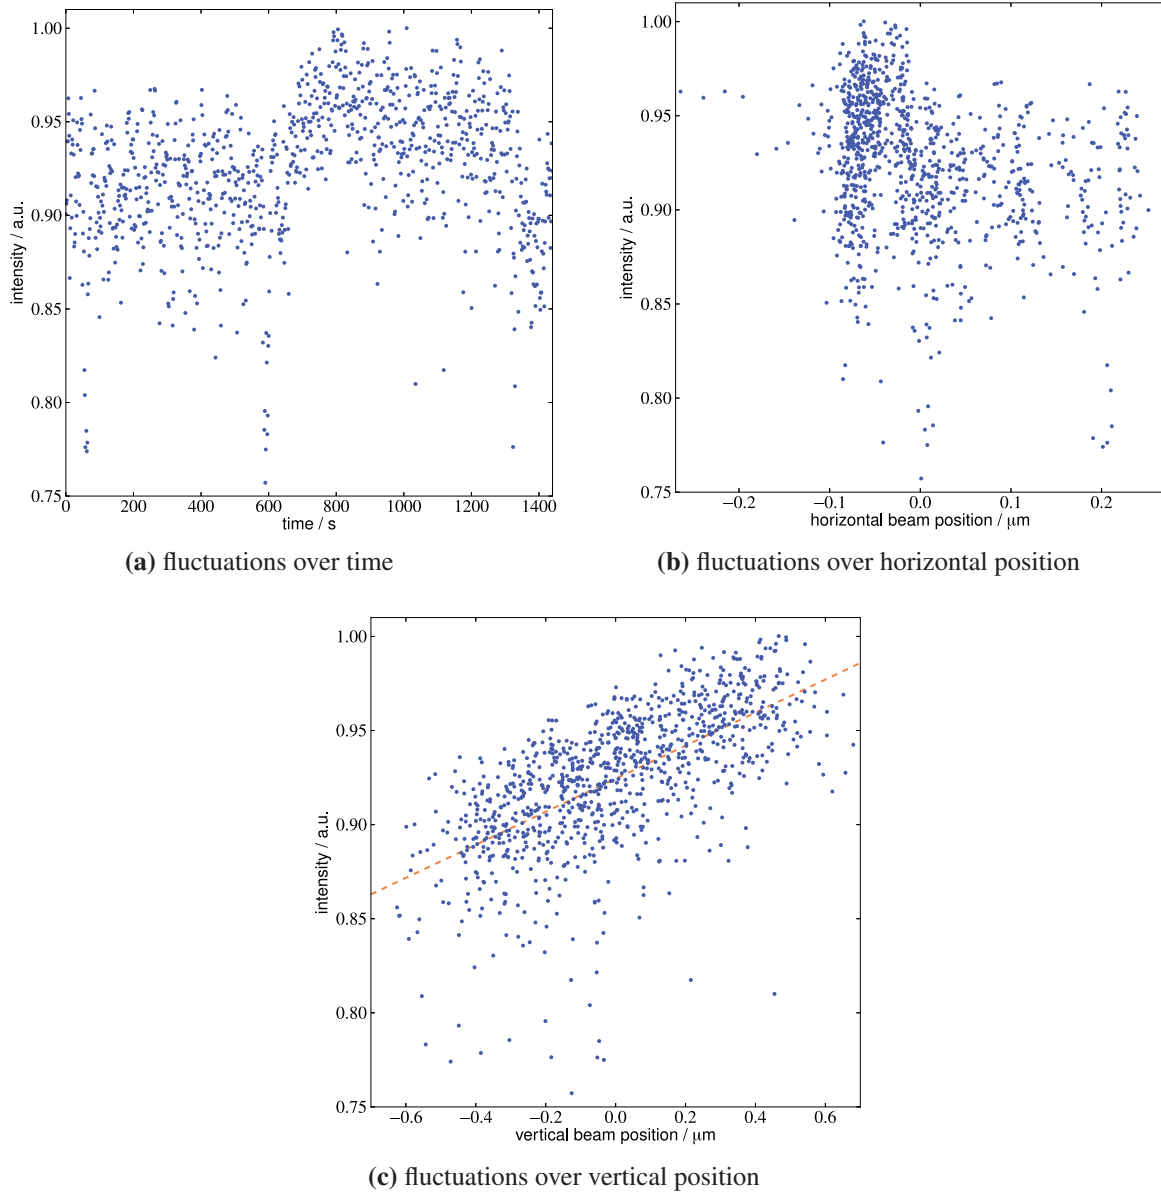 1.00
0.95
0.90
0.85
0.80
0.75
intensity / a.u.
0 200 400 600 800 1000 1200 1400
time / s
(a) fluctuations over time
1.00
0.95
0.90
0.85
0.80
0.75
intensity / a.u.
−0.2 −0.1 0.0 0.1 0.2
horizontal beam position / μm
(b) fluctuations over horizontal position
1.00
0.95
0.90
0.85
0.80
0.75
intensity / a.u.
−0.6 −0.4 −0.2 0.0 0.2 0.4 0.6
vertical beam position / μm
(c) fluctuations over vertical position